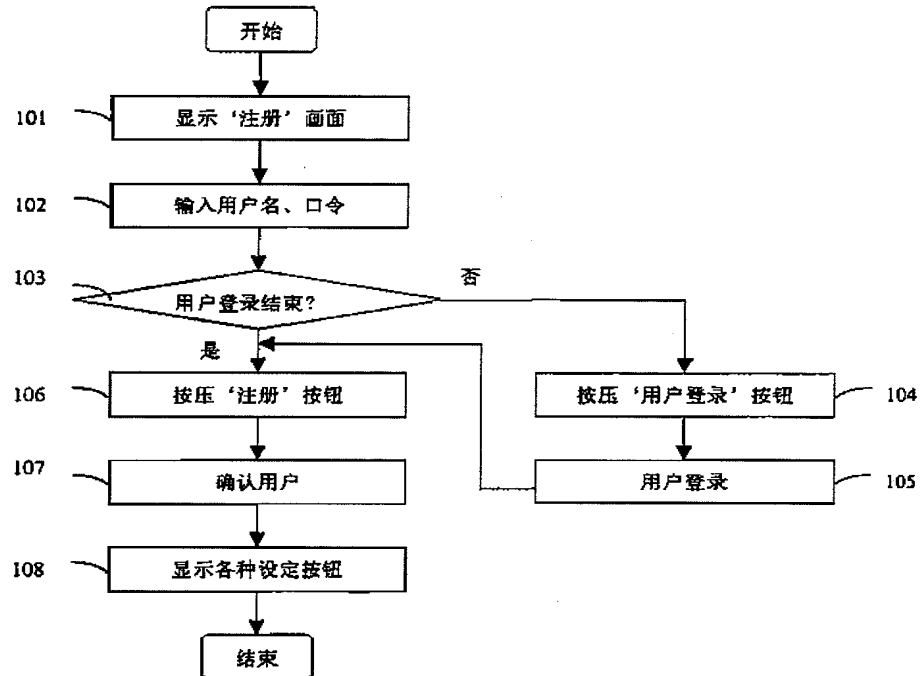 开始
101
显示‘注册’画面
102
输入用户名、口令
103
用户登录结束?
否
是
106
按压‘注册’按钮
按压‘用户登录’按钮
104
107
确认用户
用户登录
105
108
显示各种设定按钮
结束